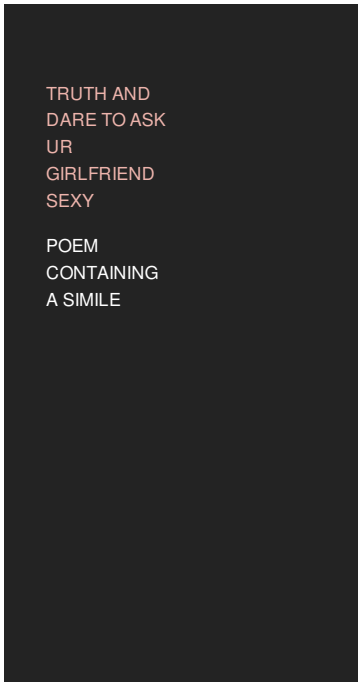 TRUTH AND
DARE TO ASK
UR
GIRLFRIEND
SEXY
POEM
CONTAINING
A SIMILE